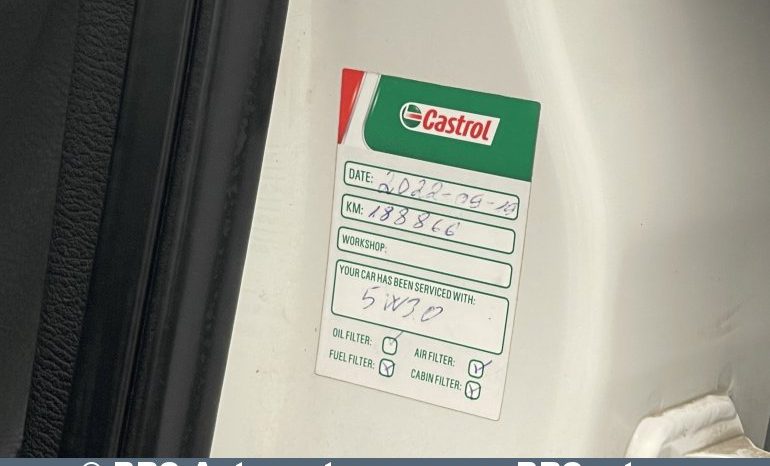 Castrol
DATE: 2022-09-19
KM: 188866
WORKSHOP:
YOUR CAR HAS BEEN SERVICED WITH:
5W30
OIL FILTER: AIR FILTER:
FUEL FILTER: CABIN FILTER: